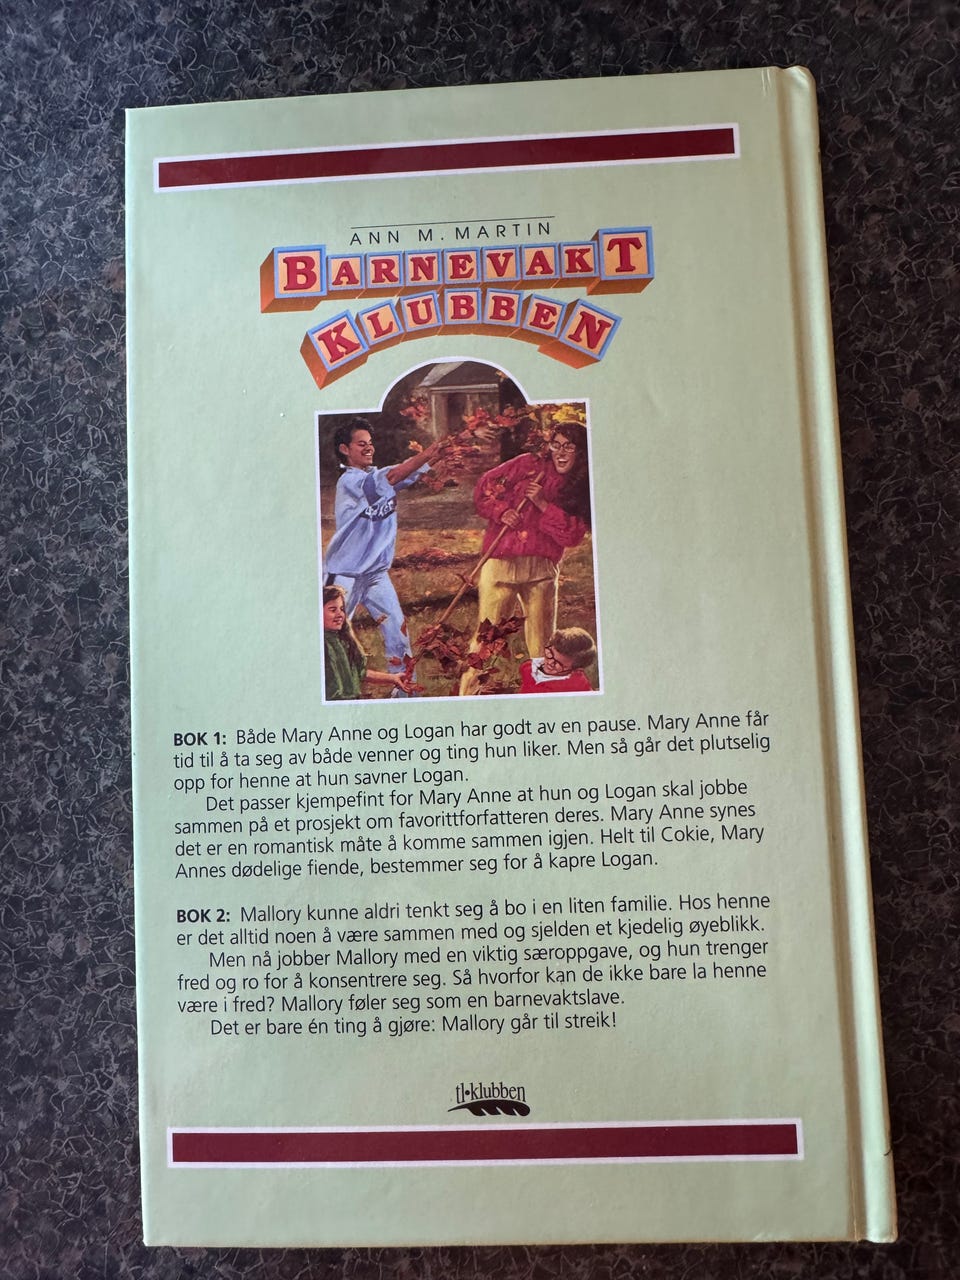 ANN M. MARTIN
BARNEVAKT
KLUBBEN
BOK 1: Både Mary Anne og Logan har godt av en pause. Mary Anne får
tid til å ta seg av både venner og ting hun liker. Men så går det plutselig
opp for henne at hun savner Logan.
Det passer kjempefint for Mary Anne at hun og Logan skal jobbe
sammen på et prosjekt om favorittforfatteren deres. Mary Anne synes
det er en romantisk måte å komme sammen igjen. Helt til Cokie, Mary
Annes dødelige fiende, bestemmer seg for å kapre Logan.
BOK 2: Mallory kunne aldri tenkt seg å bo i en liten familie. Hos henne
er det alltid noen å være sammen med og sjelden et kjedelig øyeblikk.
Men nå jobber Mallory med en viktig særoppgave, og hun trenger
fred og ro for å konsentrere seg. Så hvorfor kan de ikke bare la henne
være i fred? Mallory føler seg som en barnevaktslave.
Det er bare én ting å gjøre: Mallory går til streik!
tl•klubben